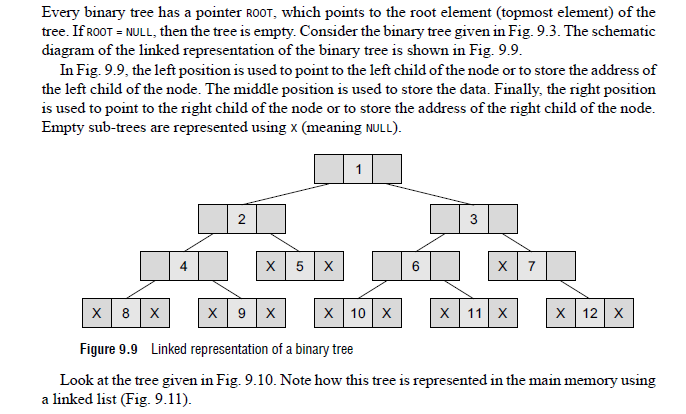 Every binary tree has a pointer ROOT, which points to the root element (topmost element) of the
tree. If ROOT = NULL, then the tree is empty. Consider the binary tree given in Fig. 9.3. The schematic
diagram of the linked representation of the binary tree is shown in Fig. 9.9.
In Fig. 9.9, the left position is used to point to the left child of the node or to store the address of
the left child of the node. The middle position is used to store the data. Finally, the right position
is used to point to the right child of the node or to store the address of the right child of the node.
Empty sub-trees are represented using X (meaning NULL).
1
2 3
4 X 5 X 6 X 7
X 8 X X 9 X X 10 X X 11 X X 12 X
Figure 9.9 Linked representation of a binary tree
Look at the tree given in Fig. 9.10. Note how this tree is represented in the main memory using
a linked list (Fig. 9.11).